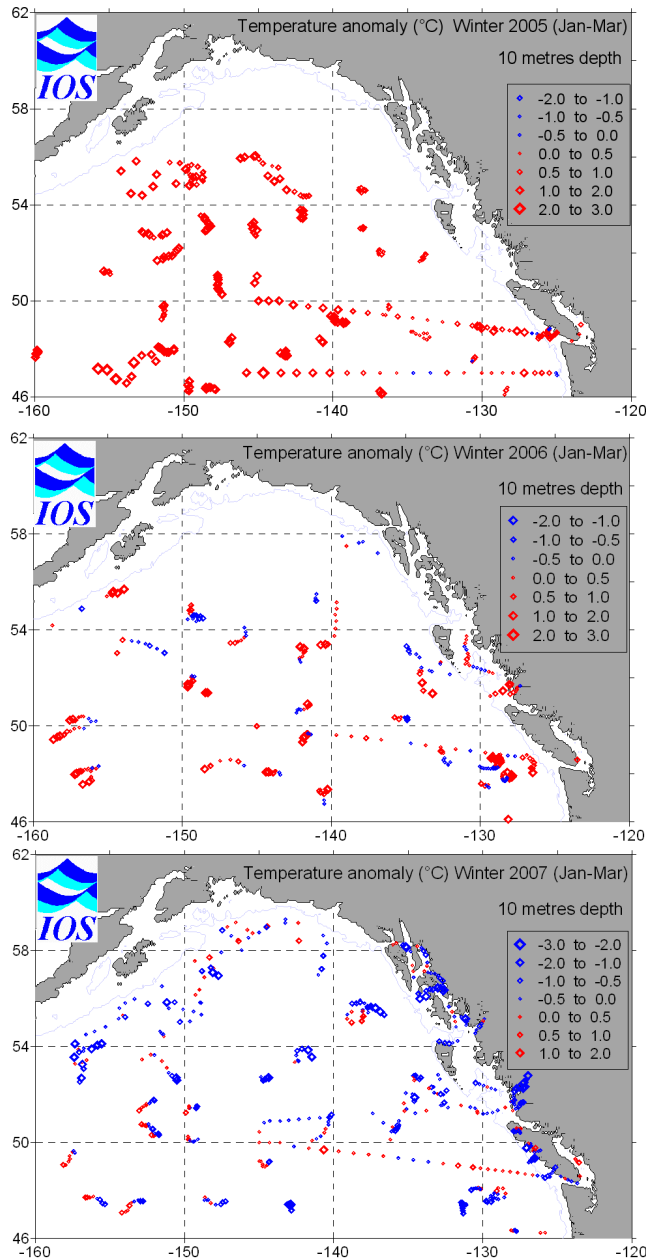 62
Temperature anomaly (°C) Winter 2005 (Jan-Mar)
IOS
10 metres depth
-2.0 to -1.0
-1.0 to -0.5
-0.5 to 0.0
0.0 to 0.5
0.5 to 1.0
1.0 to 2.0
2.0 to 3.0
58
54
50
46
-160 -150 -140 -130 -120
62
Temperature anomaly (°C) Winter 2006 (Jan-Mar)
IOS
10 metres depth
-2.0 to -1.0
-1.0 to -0.5
-0.5 to 0.0
0.0 to 0.5
0.5 to 1.0
1.0 to 2.0
2.0 to 3.0
58
54
50
46
-160 -150 -140 -130 -120
62
Temperature anomaly (°C) Winter 2007 (Jan-Mar)
IOS
10 metres depth
-3.0 to -2.0
-2.0 to -1.0
-1.0 to -0.5
-0.5 to 0.0
0.0 to 0.5
0.5 to 1.0
1.0 to 2.0
58
54
50
46
-160 -150 -140 -130 -120